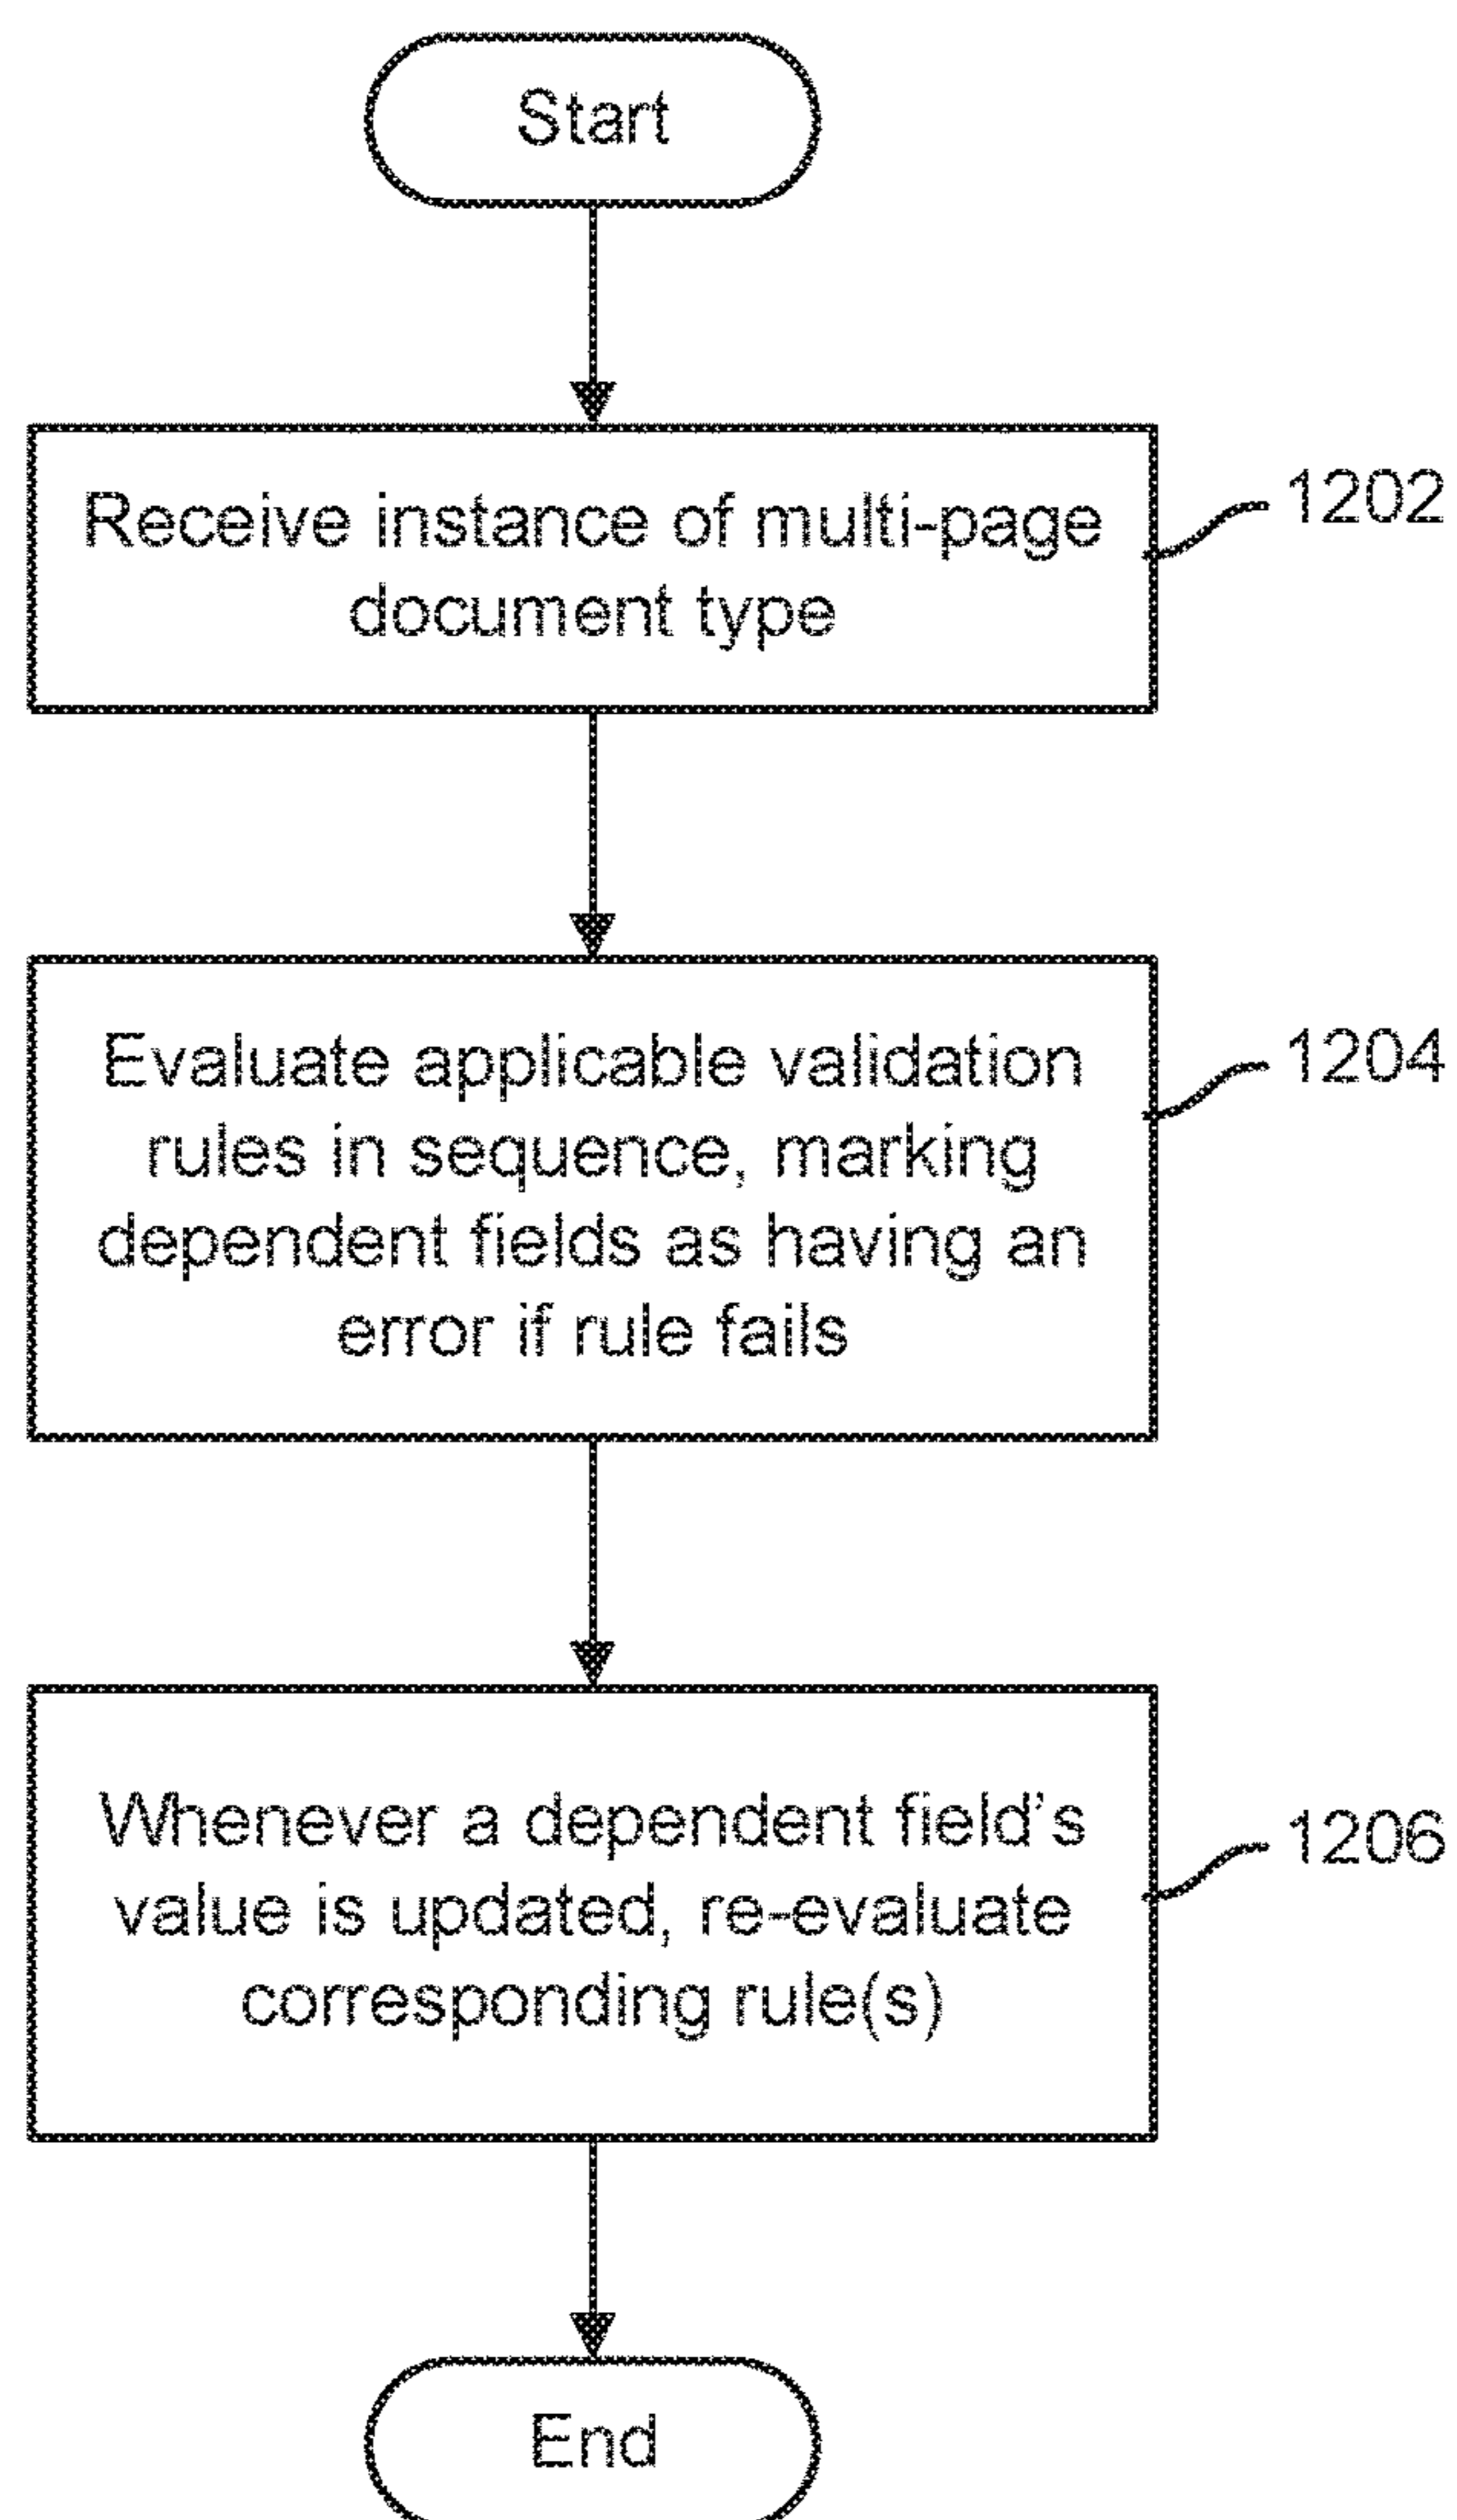 Start
Receive instance of multi-page
document type
1202
Evaluate applicable validation
rules in sequence, marking
dependent fields as having an
error if rule fails
1204
Whenever a dependent field's
value is updated, re-evaluate
corresponding rule(s)
1206
End